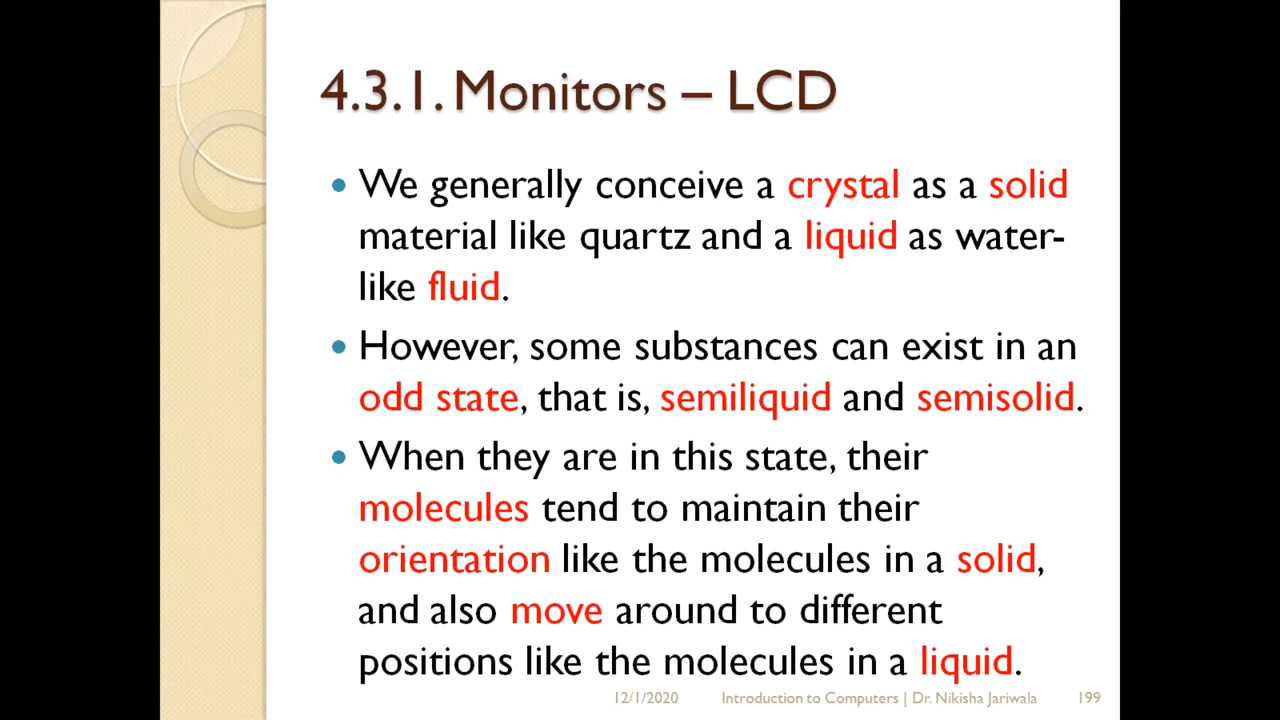 4.3.1. Monitors – LCD
• We generally conceive a crystal as a solid
material like quartz and a liquid as water-
like fluid.
• However, some substances can exist in an
odd state, that is, semiliquid and semisolid.
• When they are in this state, their
molecules tend to maintain their
orientation like the molecules in a solid,
and also move around to different
positions like the molecules in a liquid.
12/1/2020 Introduction to Computers | Dr. Nikisha Jariwala 199